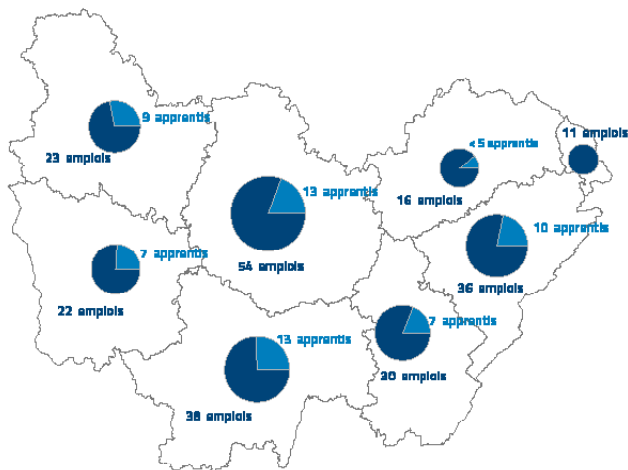 9 apprentis
23 emplois
13 apprentis
54 emplois
< 5 apprentis
16 emplois
11 emplois
7 apprentis
22 emplois
10 apprentis
36 emplois
13 apprentis
38 emplois
7 apprentis
30 emplois